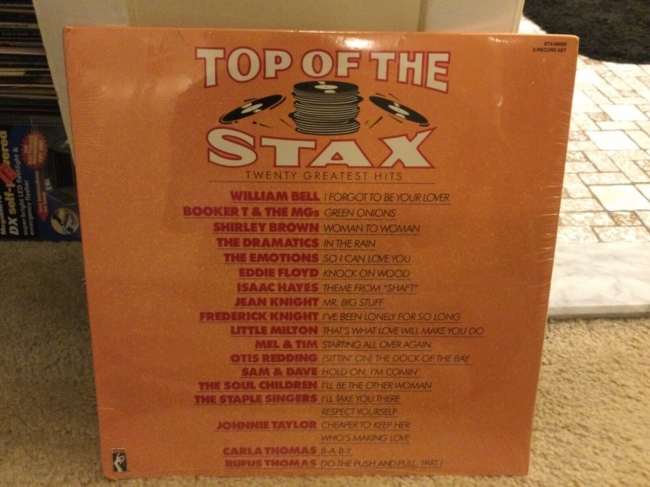 STX-88005
2-RECORD SET
TOP OF THE
STAX
TWENTY GREATEST HITS
WILLIAM BELL I FORGOT TO BE YOUR LOVER
BOOKER T & THE MGs GREEN ONIONS
SHIRLEY BROWN WOMAN TO WOMAN
THE DRAMATICS IN THE RAIN
THE EMOTIONS SO I CAN LOVE YOU
EDDIE FLOYD KNOCK ON WOOD
ISAAC HAYES THEME FROM "SHAFT"
JEAN KNIGHT MR. BIG STUFF
FREDERICK KNIGHT I'VE BEEN LONELY FOR SO LONG
LITTLE MILTON THAT'S WHAT LOVE WILL MAKE YOU DO
MEL & TIM STARTING ALL OVER AGAIN
OTIS REDDING (SITTIN' ON) THE DOCK OF THE BAY
SAM & DAVE HOLD ON, I'M COMIN'
THE SOUL CHILDREN I'LL BE THE OTHER WOMAN
THE STAPLE SINGERS I'LL TAKE YOU THERE
RESPECT YOURSELF
JOHNNIE TAYLOR CHEAPER TO KEEP HER
WHO'S MAKING LOVE
CARLA THOMAS B-A-B-Y
RUFUS THOMAS DO THE PUSH AND PULL, PART I
DX self-powered